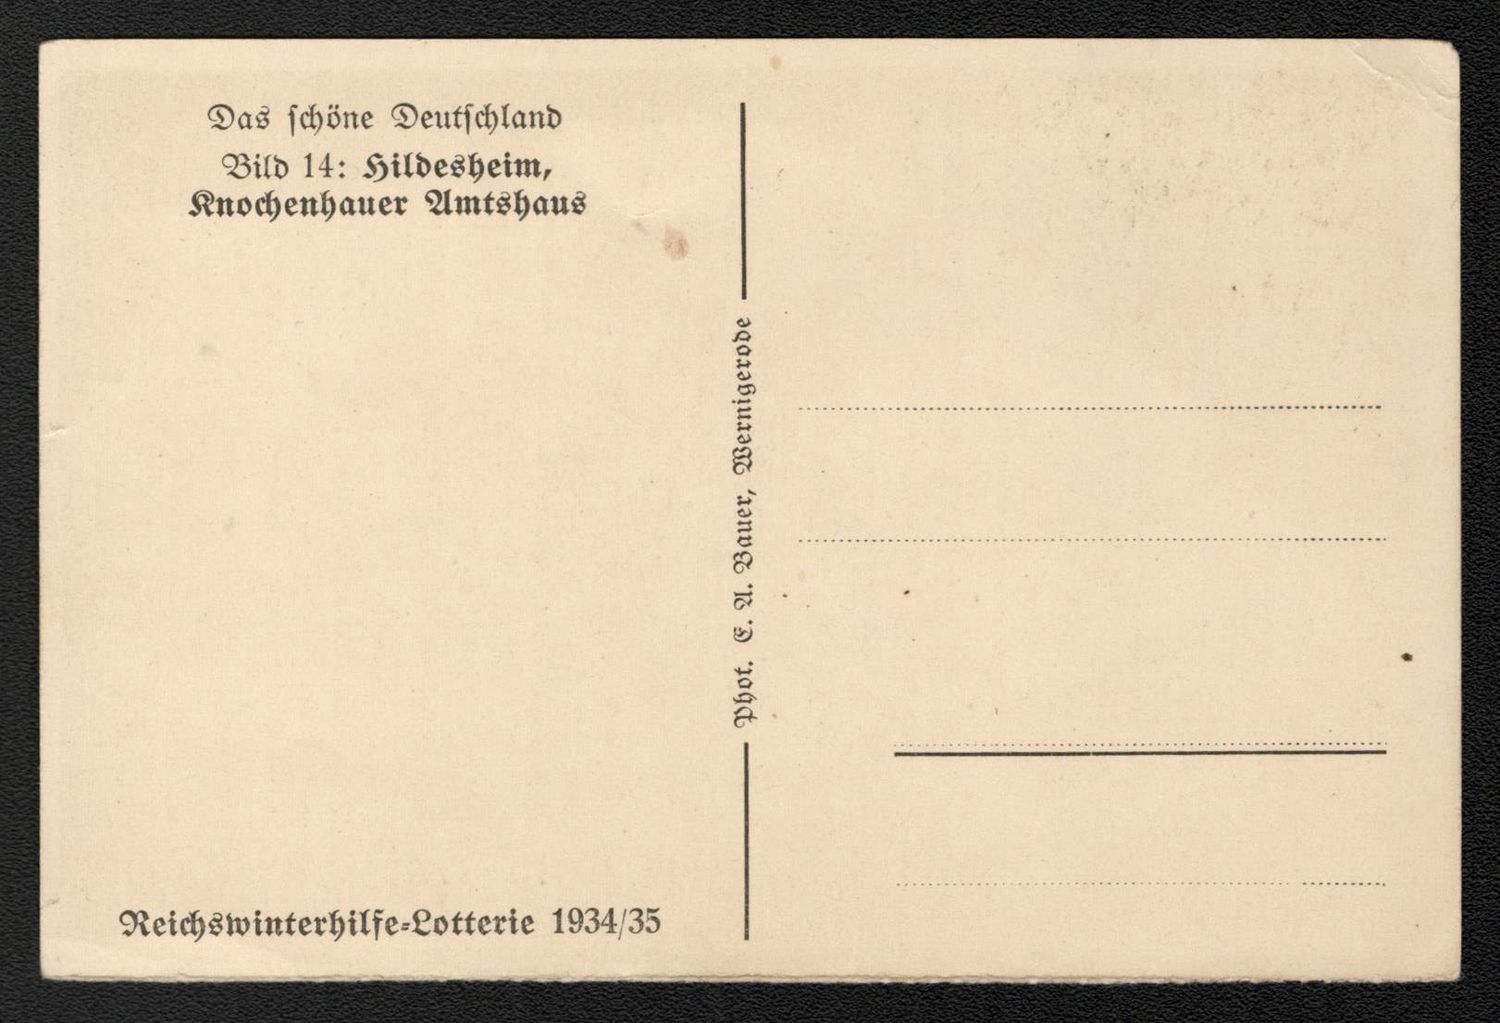 Das schöne Deutschland
Bild 14: Hildesheim,
Knochenhauer Amtshaus
Phot. E. A. Bauer, Wernigerode
Reichswinterhilfe-Lotterie 1934/35